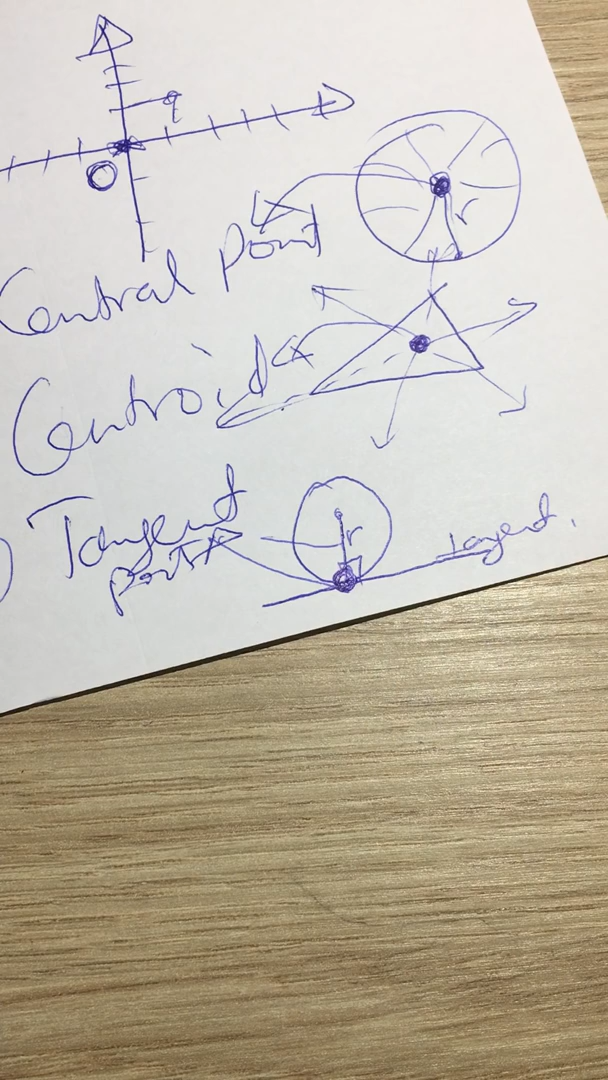 O
Central point
r
Centroid
Tangent
point
r
tangent.